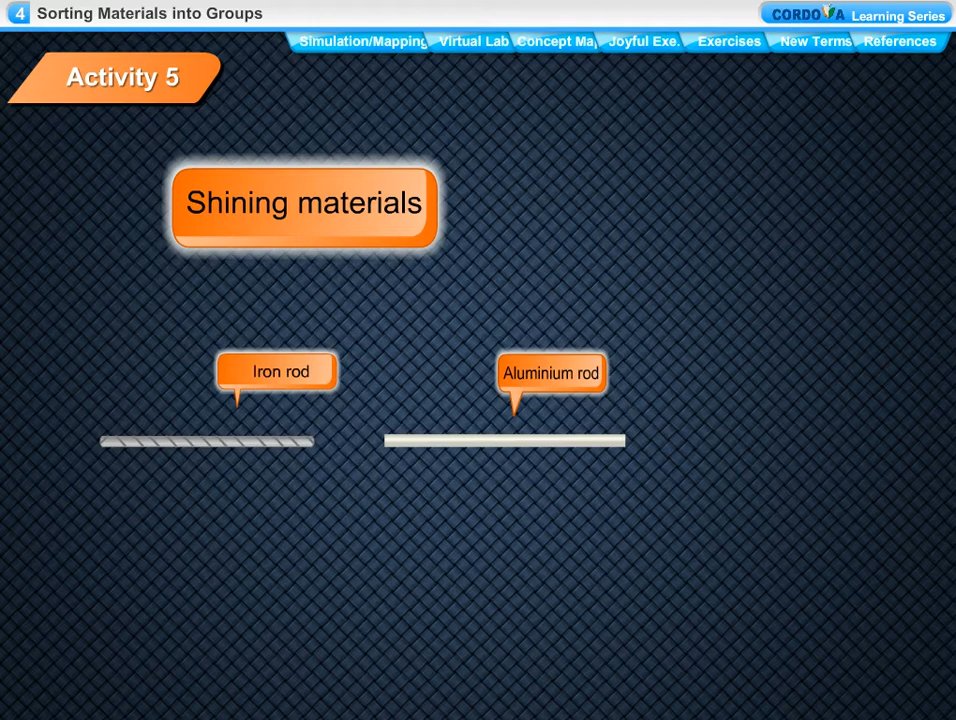 4 Sorting Materials into Groups
CORDOVA Learning Series
Simulation/Mapping Virtual Lab Concept Ma Joyful Exe. Exercises New Terms References
Activity 5
Shining materials
Iron rod
Aluminium rod